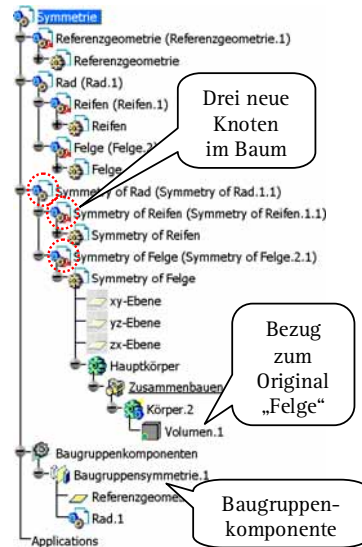 Symmetrie
Referenzgeometrie (Referenzgeometrie.1)
Referenzgeometrie
Rad (Rad.1)
Reifen (Reifen.1)
Reifen
Felge (Felge.2)
Felge
Drei neue
Knoten
im Baum
Symmetry of Rad (Symmetry of Rad.1.1)
Symmetry of Reifen (Symmetry of Reifen.1.1)
Symmetry of Reifen
Symmetry of Felge (Symmetry of Felge.2.1)
Symmetry of Felge
xy-Ebene
yz-Ebene
zx-Ebene
Hauptkörper
Zusammenbauen
Körper.2
Volumen.1
Bezug
zum
Original
„Felge“
Baugruppenkomponenten
Baugruppensymmetrie.1
Rad.1
Baugruppen-
komponente
Applications